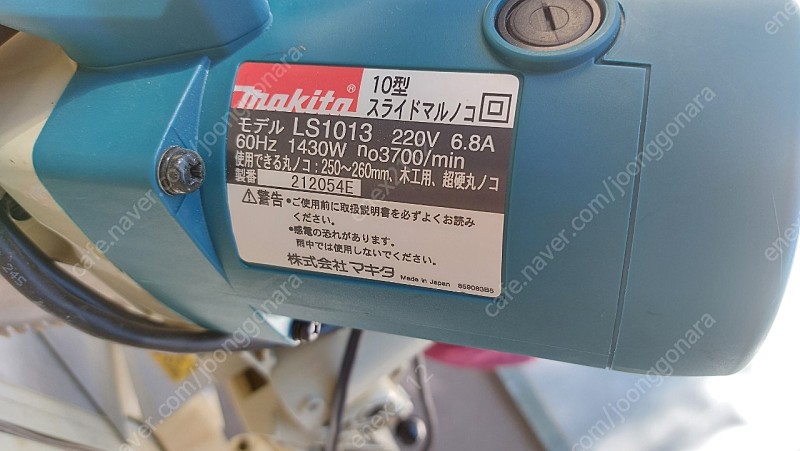 makita®
10型
スライドマルノコ
モデル LS1013 220V 6.8A
60Hz 1430W n₀3700/min
使用できる丸ノコ:250〜260mm、木工用、超硬丸ノコ
製番 212054E
⚠警告 •ご使用前に取扱説明書を必ずよくお読み
ください。
•感電の恐れがあります。
雨中では使用しないでください。
株式会社 マキタ
Made in Japan 859083B5
245
cafe.naver.com/joonggonara
enexz112